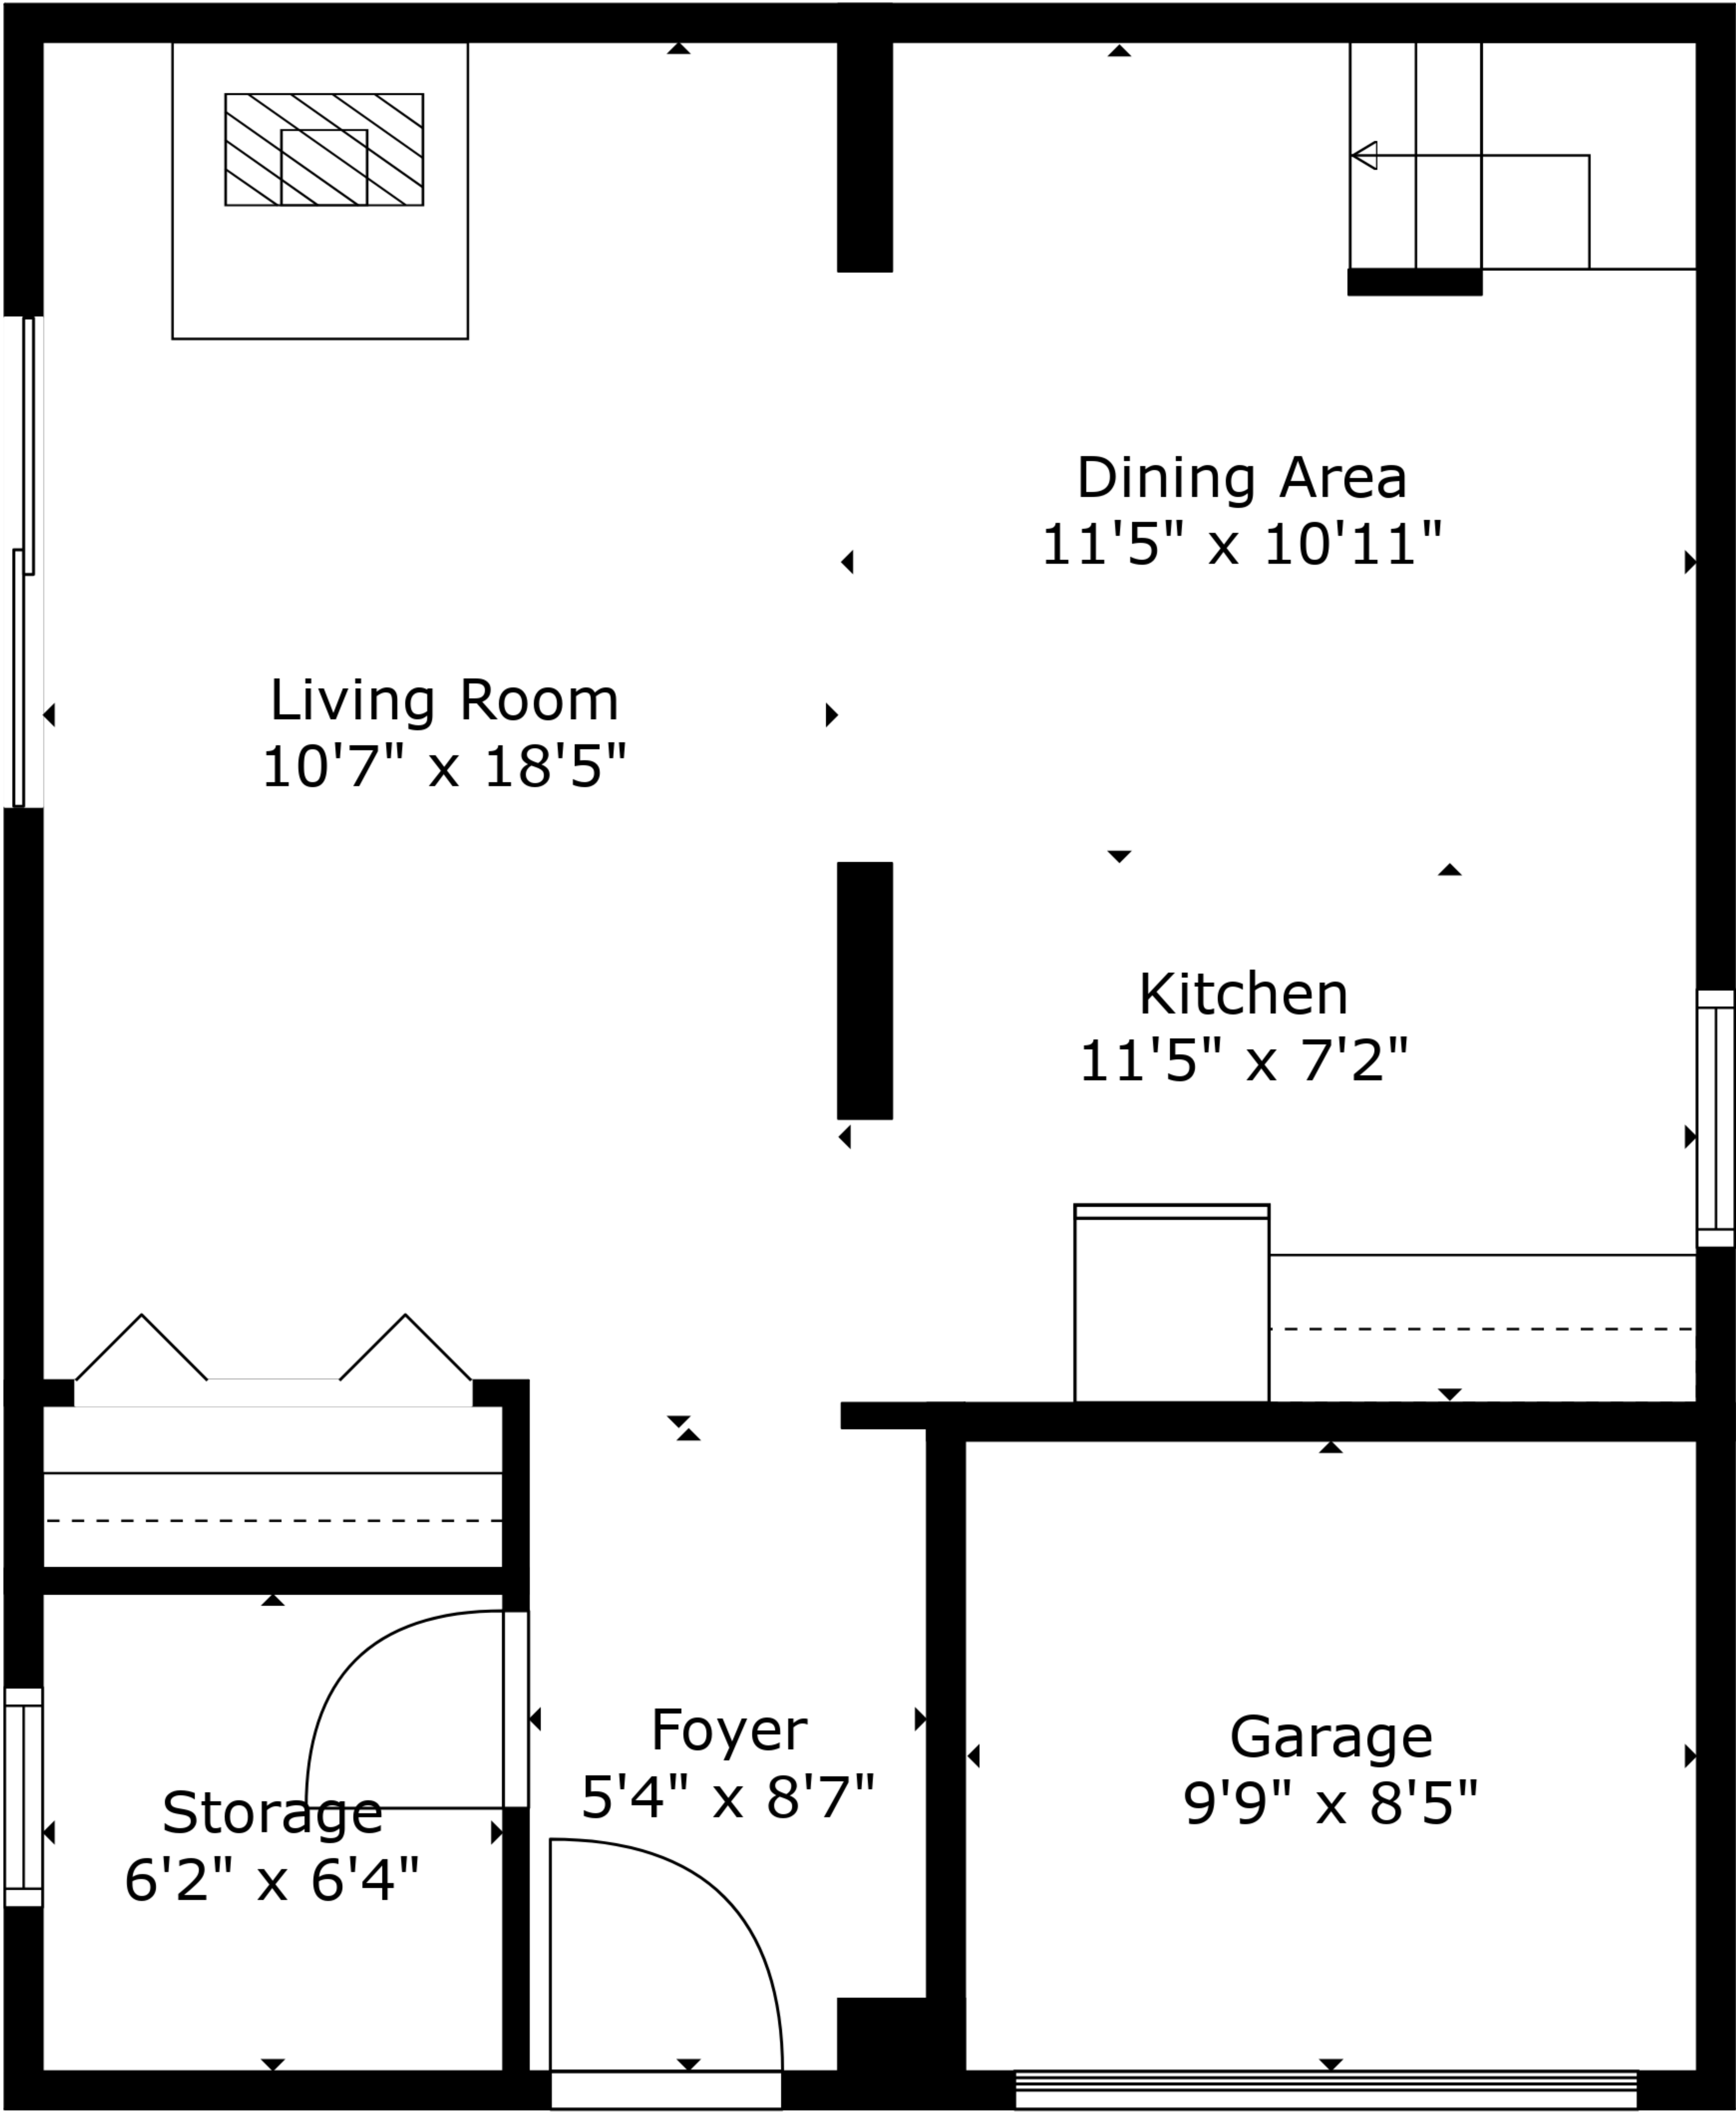 Dining Area
11'5" x 10'11"
Living Room
10'7" x 18'5"
Kitchen
11'5" x 7'2"
Foyer
5'4" x 8'7"
Garage
9'9" x 8'5"
Storage
6'2" x 6'4"